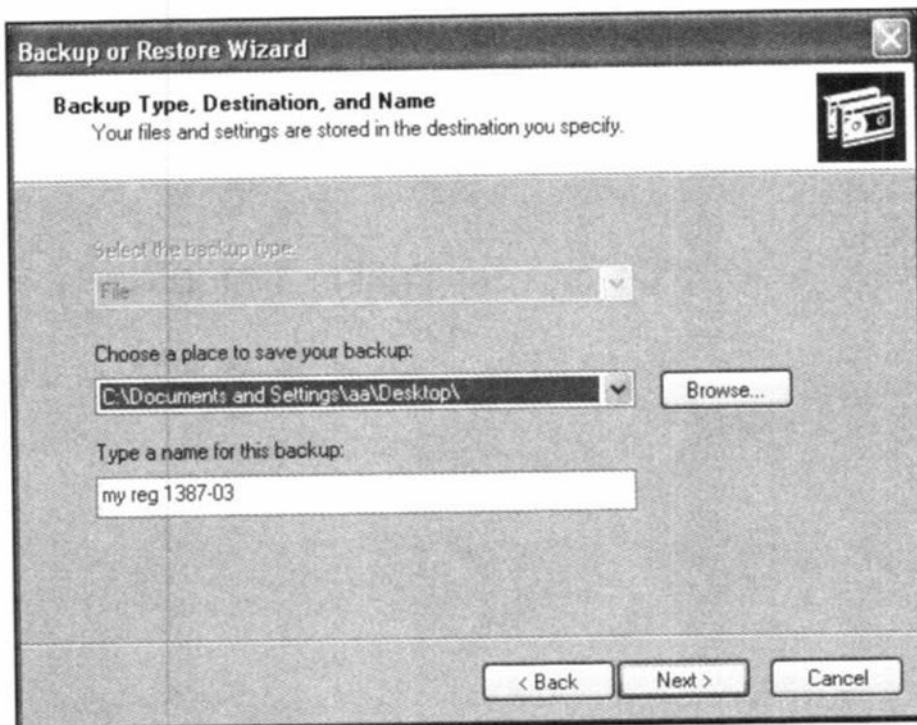 Backup or Restore Wizard
Backup Type, Destination, and Name
Your files and settings are stored in the destination you specify.
Select the backup type:
File
Choose a place to save your backup:
C:\Documents and Settings\aa\Desktop\
Browse...
Type a name for this backup:
my reg 1387-03
< Back
Next >
Cancel